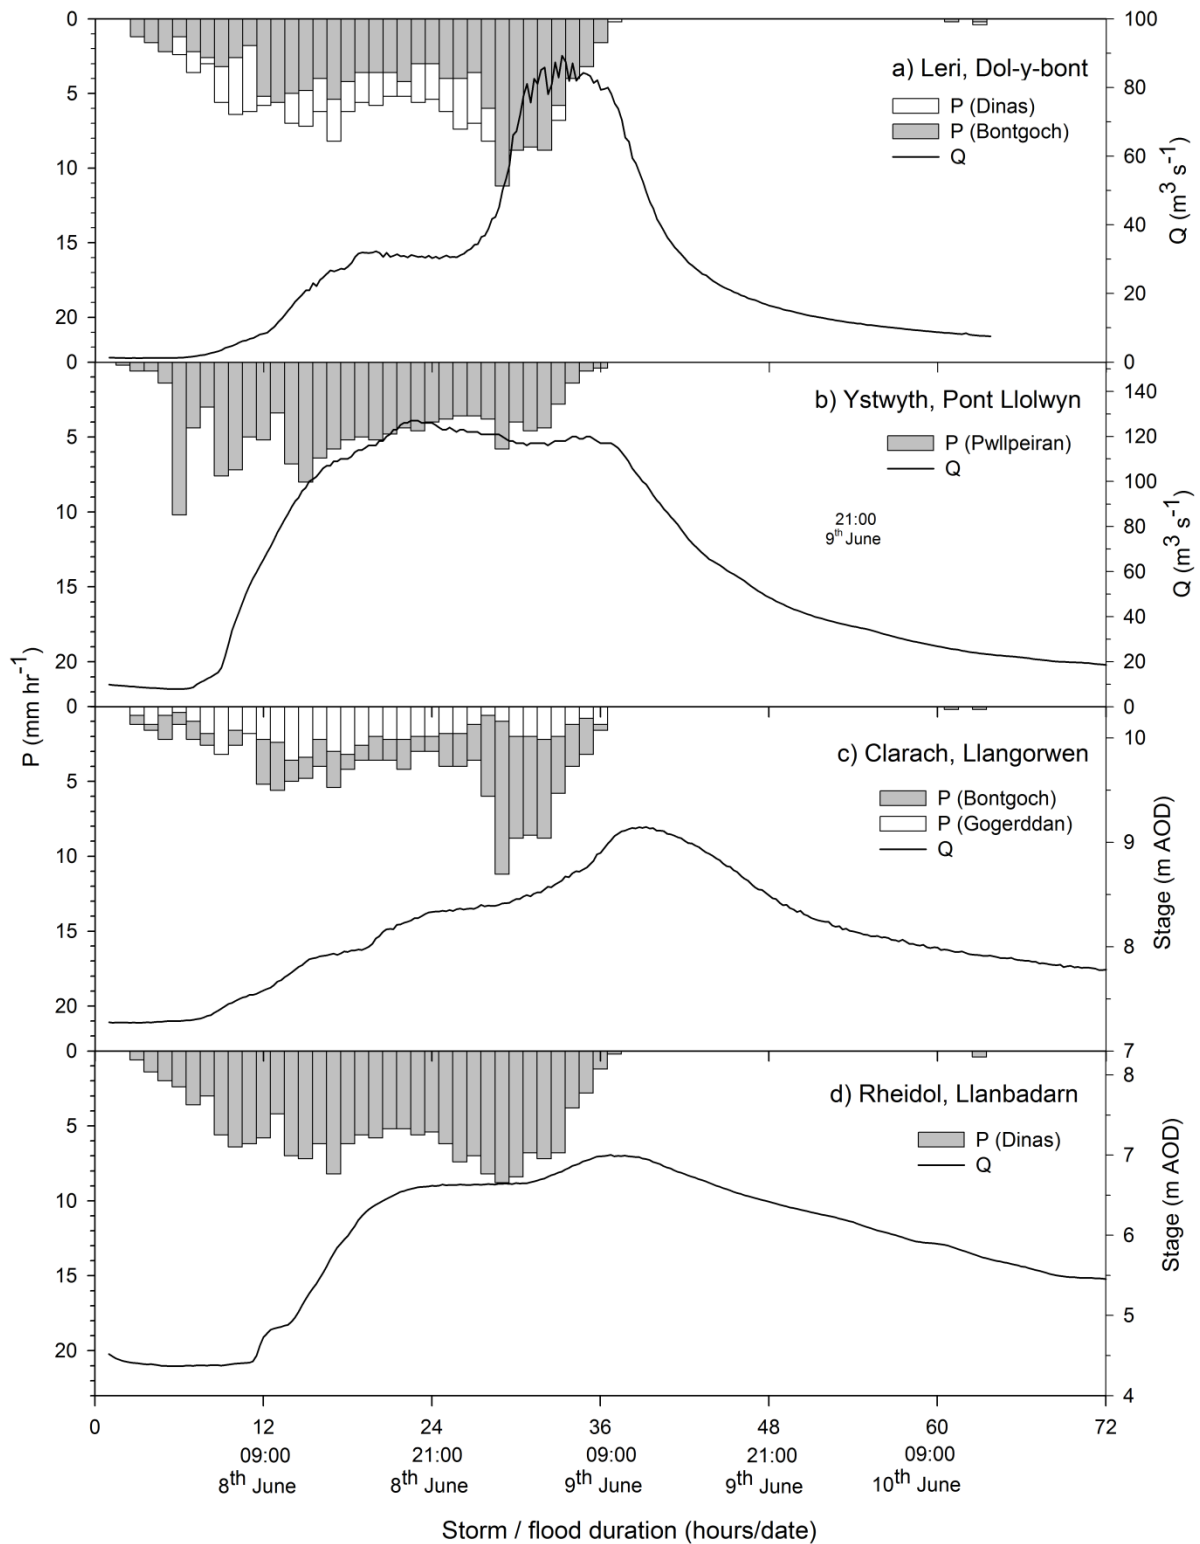 0
5
10
15
20
100
80
60
40
20
0
a) Leri, Dol-y-bont
P (Dinas)
P (Bontgoch)
Q
Q (m³ s⁻¹)
0
5
10
15
20
140
120
100
80
60
40
20
0
b) Ystwyth, Pont Llolwyn
P (Pwllpeiran)
Q
21:00
9th June
Q (m³ s⁻¹)
P (mm hr⁻¹)
0
5
10
15
20
10
9
8
7
c) Clarach, Llangorwen
P (Bontgoch)
P (Gogerddan)
Q
Stage (m AOD)
0
5
10
15
20
8
7
6
5
4
d) Rheidol, Llanbadarn
P (Dinas)
Q
Stage (m AOD)
0 12 24 36 48 60 72
09:00 21:00 09:00 21:00 09:00
8th June 8th June 9th June 9th June 10th June
Storm / flood duration (hours/date)